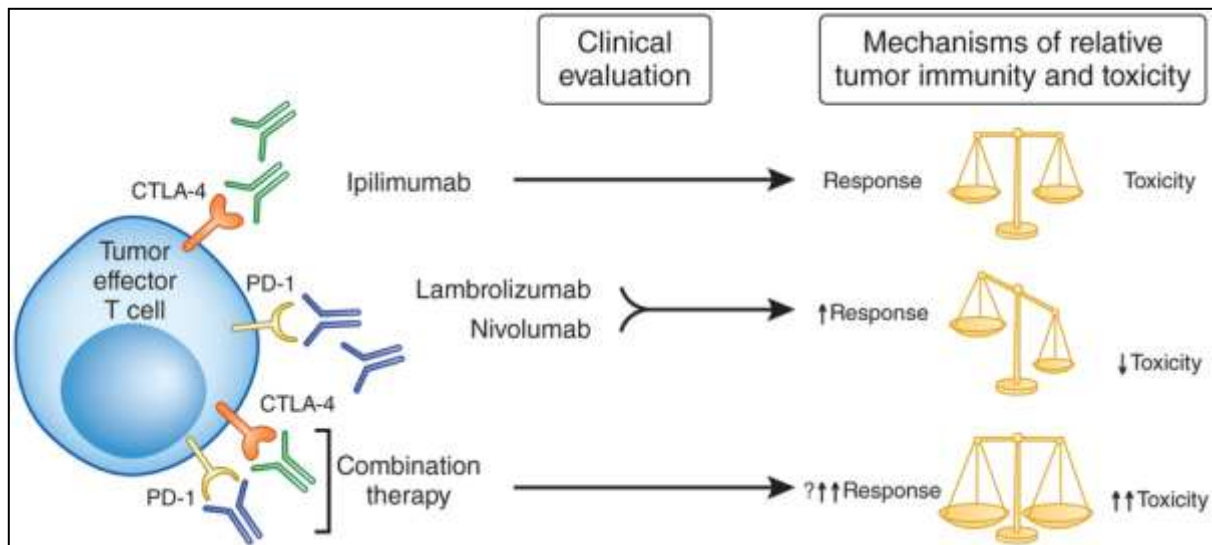 Clinical
evaluation
Mechanisms of relative
tumor immunity and toxicity
CTLA-4
Ipilimumab
Response
Toxicity
Tumor
effector
T cell
PD-1
Lambrolizumab
Nivolumab
↑Response
↓Toxicity
CTLA-4
PD-1
Combination
therapy
?↑↑Response
↑↑Toxicity